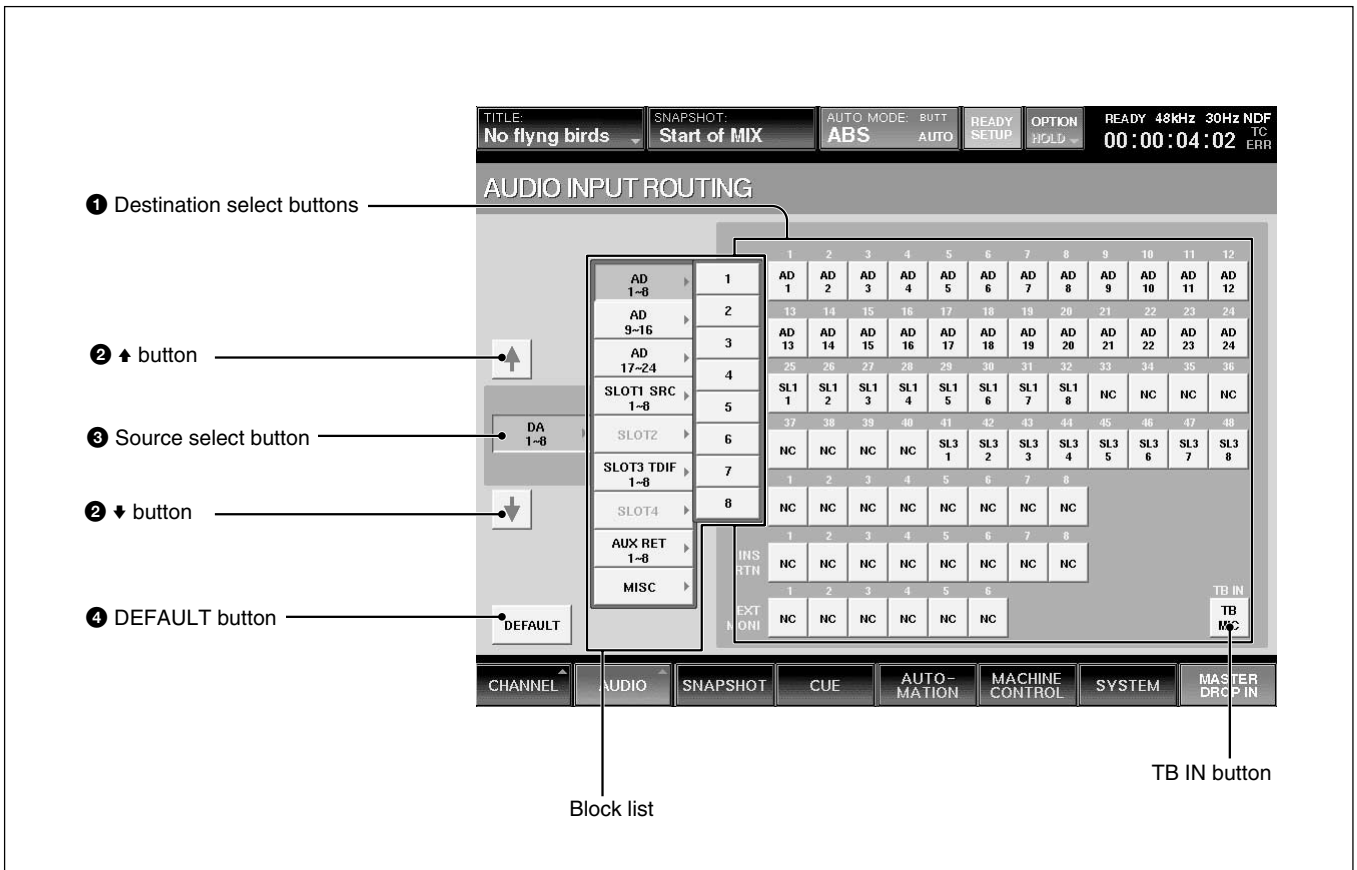 TITLE:
No flyng birds
SNAPSHOT:
Start of MIX
AUTO MODE: BUTT
ABS AUTO
READY
SETUP
OPTION
HOLD
READY 48kHz 30Hz NDF
00:00:04:02 TC
ERR
AUDIO INPUT ROUTING
1 Destination select buttons
2 ↑ button
3 Source select button
2 ↓ button
4 DEFAULT button
DA
1~8
DEFAULT
AD
1~8
AD
9~16
AD
17~24
SLOT1 SRC
1~8
SLOT2
SLOT3 TDIF
1~8
SLOT4
AUX RET
1~8
MISC
1
2
3
4
5
6
7
8
1 2 3 4 5 6 7 8 9 10 11 12
AD AD AD AD AD AD AD AD AD AD AD AD
1 2 3 4 5 6 7 8 9 10 11 12
13 14 15 16 17 18 19 20 21 22 23 24
AD AD AD AD AD AD AD AD AD AD AD AD
13 14 15 16 17 18 19 20 21 22 23 24
25 26 27 28 29 30 31 32 33 34 35 36
SL1 SL1 SL1 SL1 SL1 SL1 SL1 SL1 NC NC NC NC
1 2 3 4 5 6 7 8
37 38 39 40 41 42 43 44 45 46 47 48
NC NC NC NC SL3 SL3 SL3 SL3 SL3 SL3 SL3 SL3
1 2 3 4 5 6 7 8
1 2 3 4 5 6 7 8
NC NC NC NC NC NC NC NC
1 2 3 4 5 6 7 8
INS
RTN
NC NC NC NC NC NC NC NC
1 2 3 4 5 6
EXT
MONI
NC NC NC NC NC NC
TB IN
TB
MIC
CHANNEL
AUDIO
SNAPSHOT
CUE
AUTO-
MATION
MACHINE
CONTROL
SYSTEM
MASTER
DROP IN
TB IN button
Block list